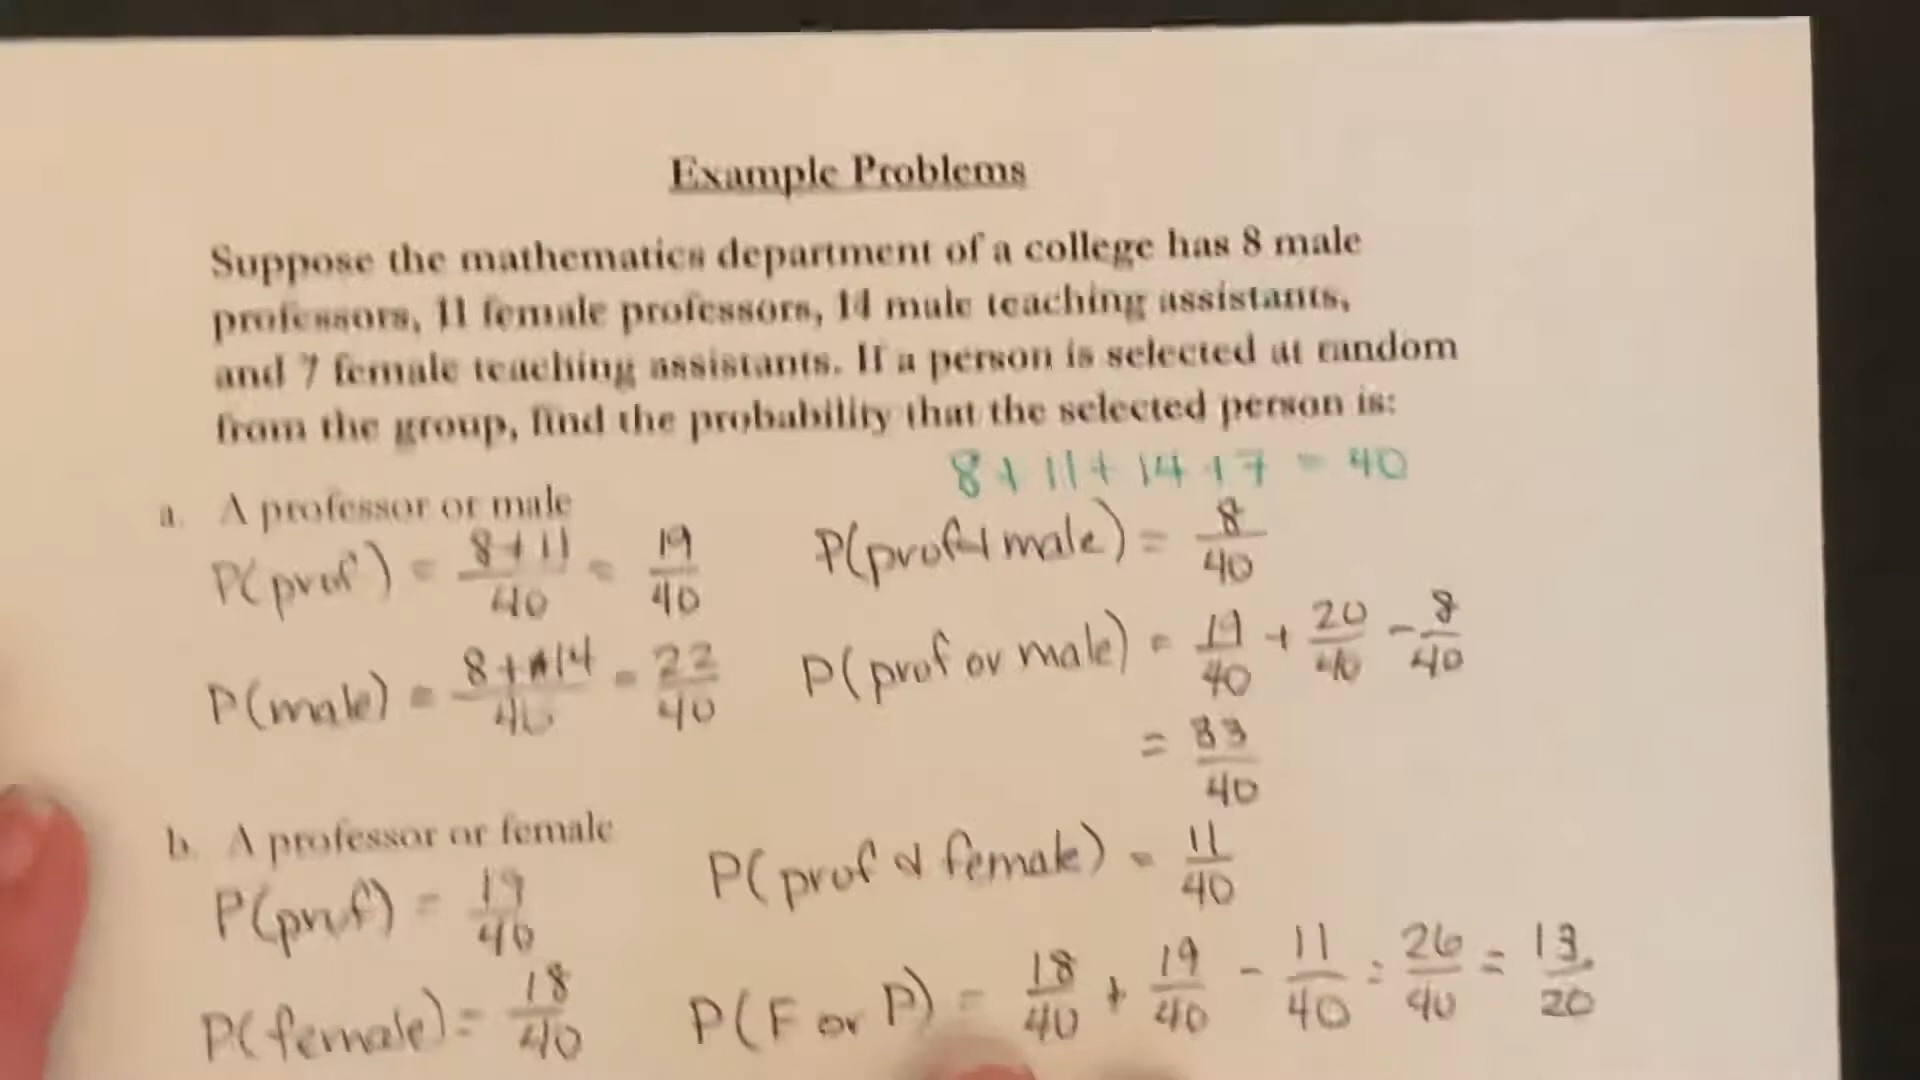 Example Problems
Suppose the mathematics department of a college has 8 male
professors, 11 female professors, 14 male teaching assistants,
and 7 female teaching assistants. If a person is selected at random
from the group, find the probability that the selected person is:
8 + 11 + 14 + 7 = 40
a. A professor or male
P(prof) = 8+11/40 = 19/40
P(prof & male) = 8/40
P(male) = 8+14/40 = 22/40
P(prof or male) = 19/40 + 20/40 - 8/40
= 33/40
b. A professor or female
P(prof) = 19/40
P(prof & female) = 11/40
P(female) = 18/40
P(F or P) = 18/40 + 19/40 - 11/40 = 26/40 = 13/20